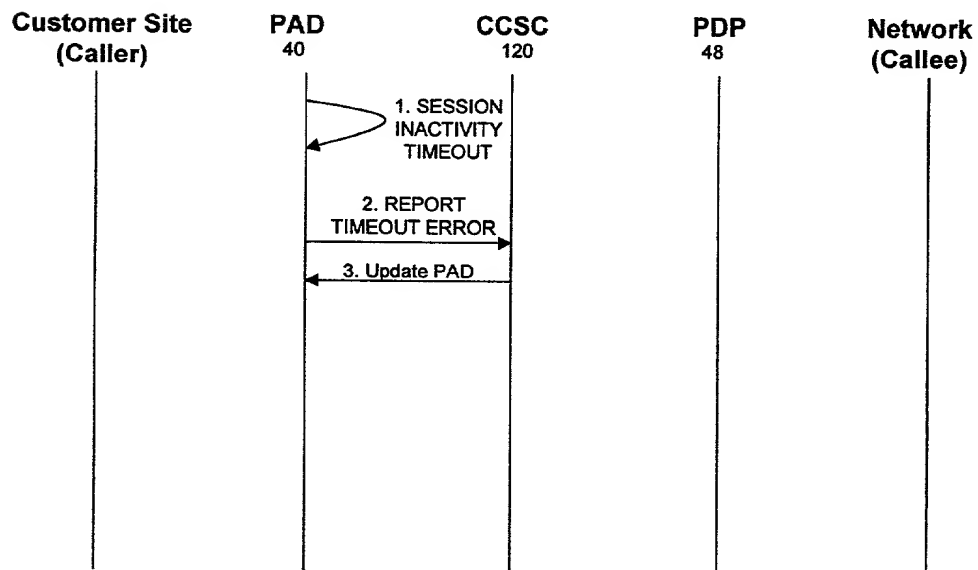 Customer Site
(Caller)
PAD
40
CCSC
120
PDP
48
Network
(Callee)
1. SESSION
INACTIVITY
TIMEOUT
2. REPORT
TIMEOUT ERROR
3. Update PAD